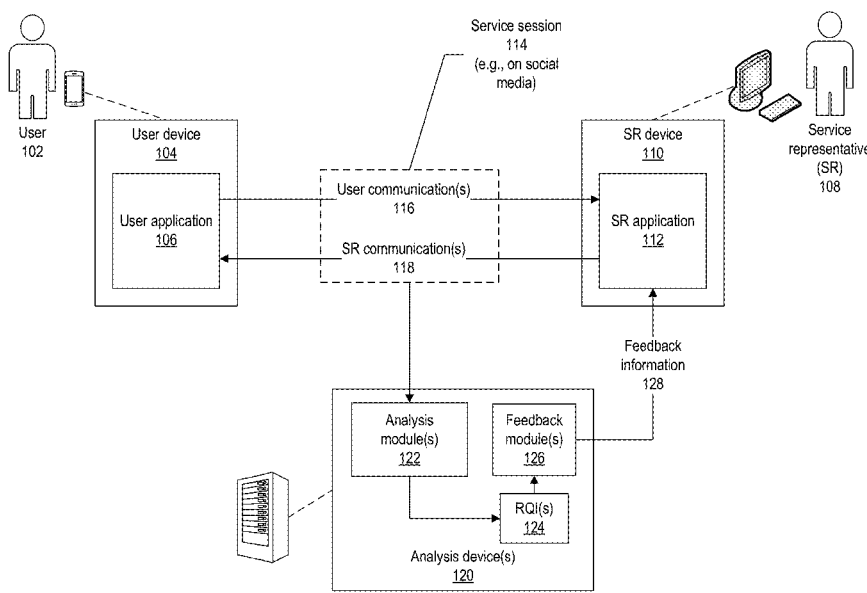 Service session
114
(e.g., on social
media)
User
102
User device
104
User application
106
User communication(s)
116
SR communication(s)
118
SR device
110
SR application
112
Service
representative
(SR)
108
Feedback
information
128
Analysis
module(s)
122
Feedback
module(s)
126
RQI(s)
124
Analysis device(s)
120